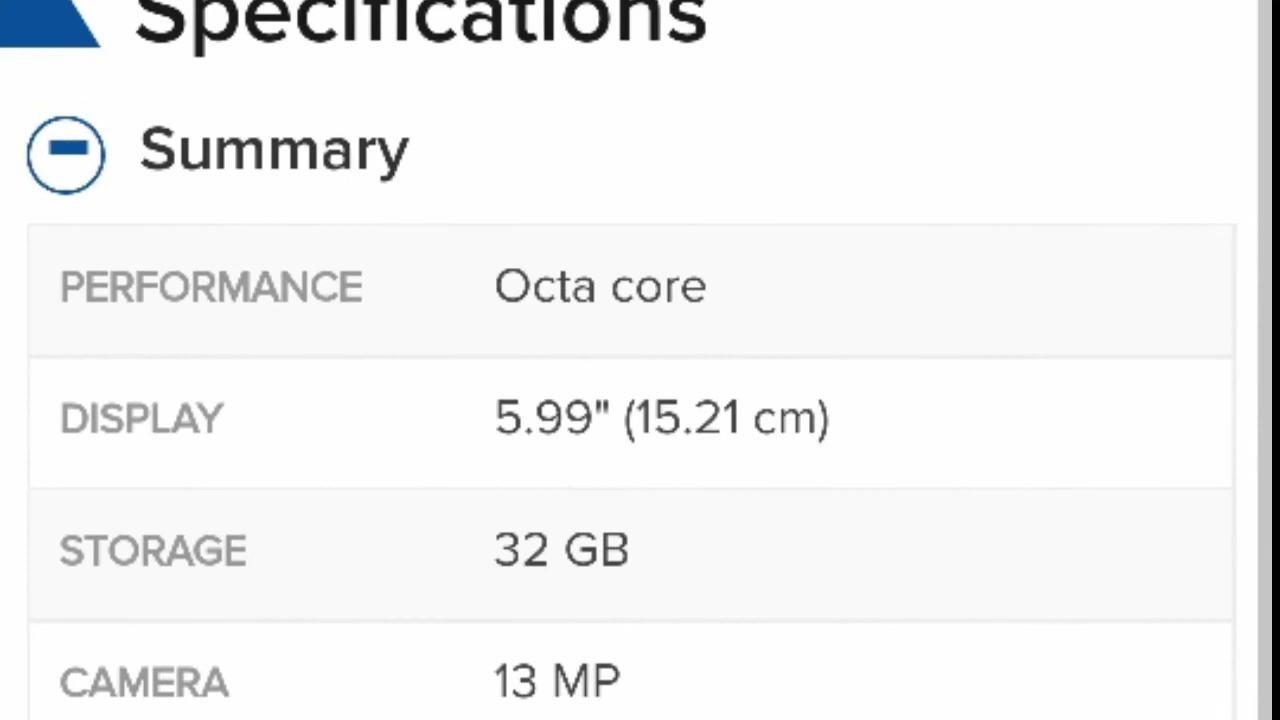 Specifications
Summary
PERFORMANCE Octa core
DISPLAY 5.99" (15.21 cm)
STORAGE 32 GB
CAMERA 13 MP